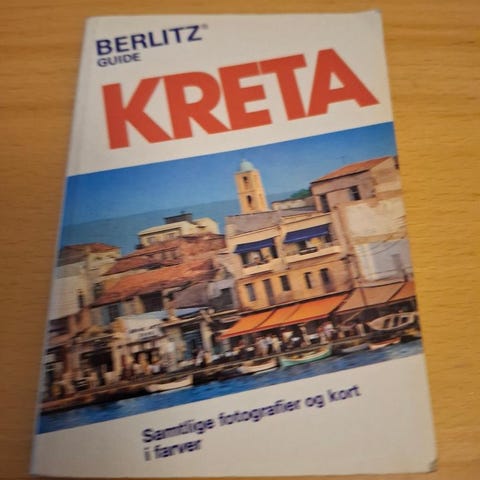 BERLITZ®
GUIDE
KRETA
Samtlige fotografier og kort
i farver